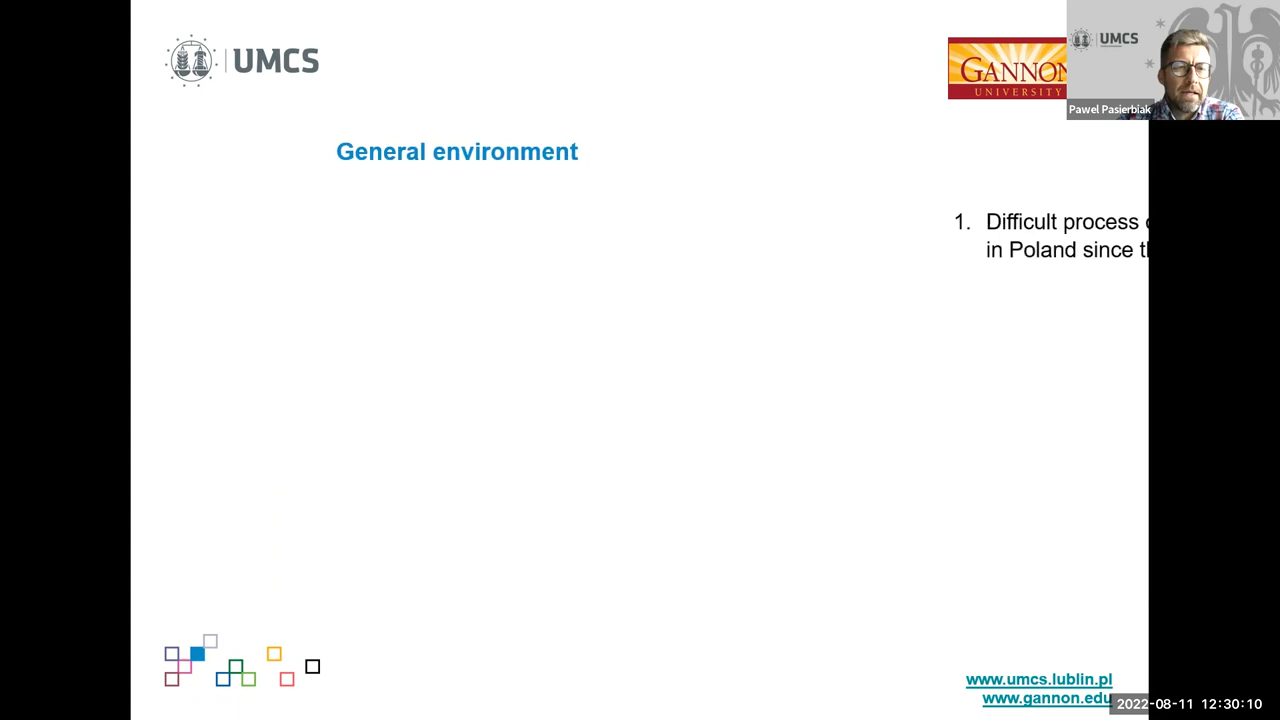 UMCS
GANNON
UNIVERSITY
UMCS
Pawel Pasierbiak
General environment
1. Difficult process
in Poland since
www.umcs.lublin.pl
www.gannon.edu
2022-08-11 12:30:10